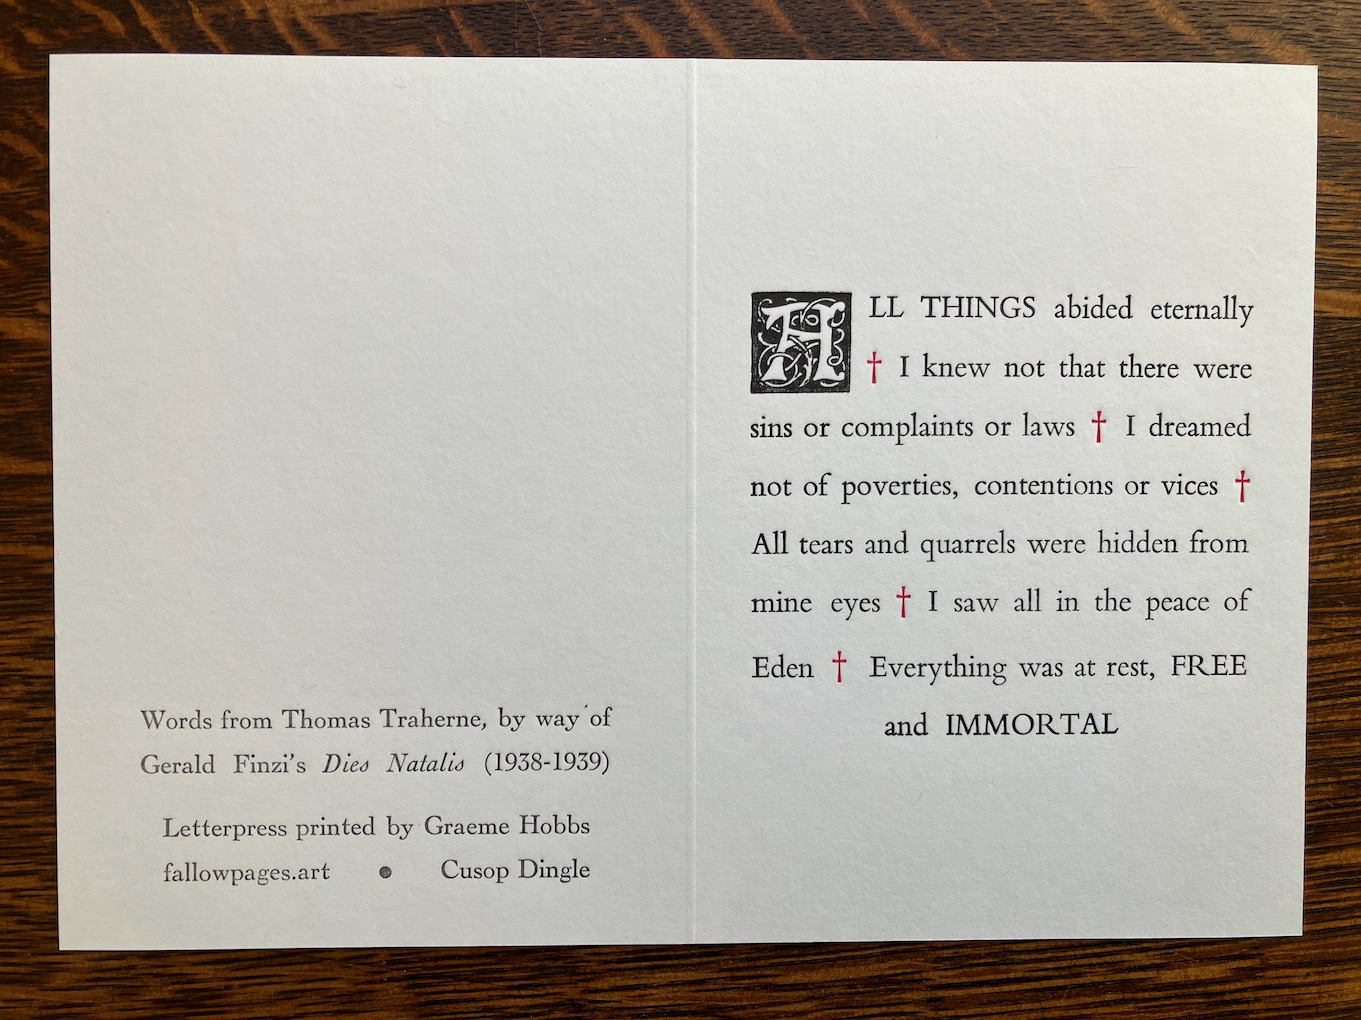 Words from Thomas Traherne, by way of
Gerald Finzi's Dies Natalis (1938-1939)
Letterpress printed by Graeme Hobbs
fallowpages.art • Cusop Dingle
ALL THINGS abided eternally
† I knew not that there were
sins or complaints or laws † I dreamed
not of poverties, contentions or vices †
All tears and quarrels were hidden from
mine eyes † I saw all in the peace of
Eden † Everything was at rest, FREE
and IMMORTAL